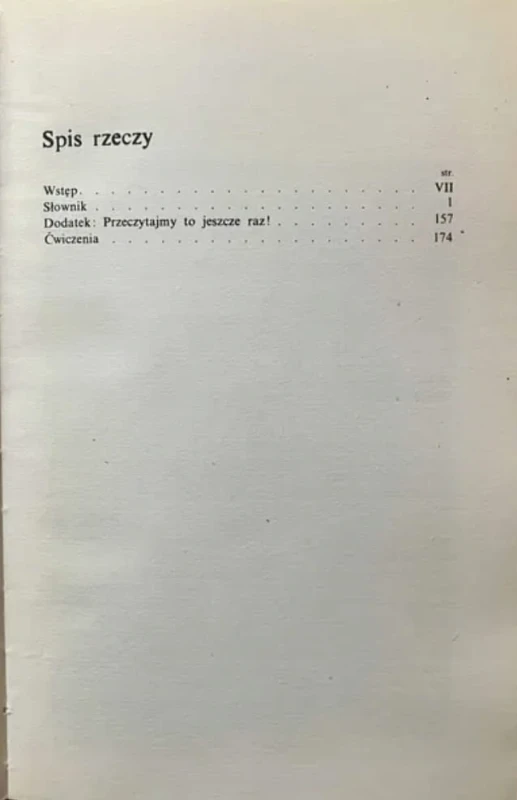 Spis rzeczy
str.
Wstęp. . . . . . . . . . . . . . . . . . . . . . VII
Słownik . . . . . . . . . . . . . . . . . . . . . 1
Dodatek: Przeczytajmy to jeszcze raz! . . . . . . . . . 157
Ćwiczenia . . . . . . . . . . . . . . . . . . . . 174